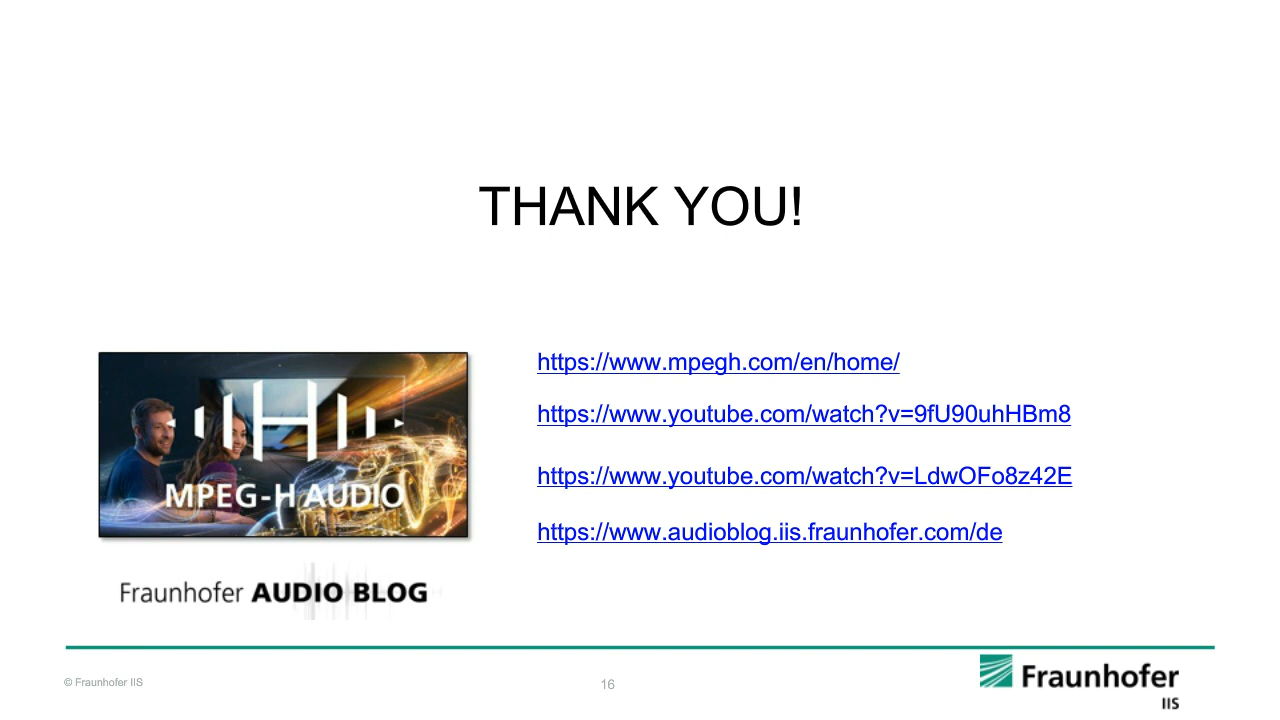 THANK YOU!
MPEG-H AUDIO
https://www.mpegh.com/en/home/
https://www.youtube.com/watch?v=9fU90uhHBm8
https://www.youtube.com/watch?v=LdwOFo8z42E
https://www.audioblog.iis.fraunhofer.com/de
Fraunhofer AUDIO BLOG
© Fraunhofer IIS
16
Fraunhofer
IIS